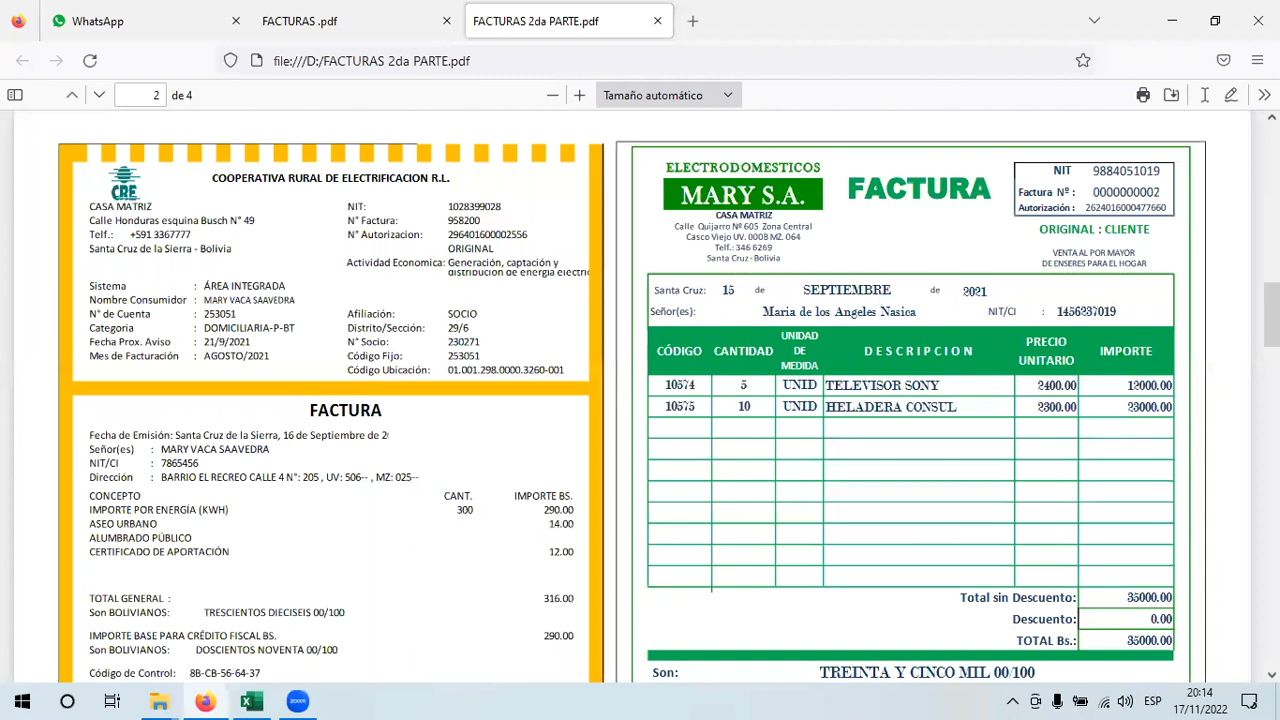 WhatsApp
FACTURAS .pdf
FACTURAS 2da PARTE.pdf
file:///D:/FACTURAS 2da PARTE.pdf
2 de 4
Tamaño automático
CRE
COOPERATIVA RURAL DE ELECTRIFICACION R.L.
CASA MATRIZ
Calle Honduras esquina Busch N° 49
Telf.: +591 3367777
Santa Cruz de la Sierra - Bolivia
NIT: 1028399028
N° Factura: 958200
N° Autorizacion: 296401600002556
ORIGINAL
Actividad Economica: Generación, captación y
distribucion de energia electric
Sistema : ÁREA INTEGRADA
Nombre Consumidor : MARY VACA SAAVEDRA
N° de Cuenta : 253051
Categoria : DOMICILIARIA-P-BT
Fecha Prox. Aviso : 21/9/2021
Mes de Facturación : AGOSTO/2021
Afiliación: SOCIO
Distrito/Sección: 29/6
N° Socio: 230271
Código Fijo: 253051
Código Ubicación: 01.001.298.0000.3260-001
FACTURA
Fecha de Emisión: Santa Cruz de la Sierra, 16 de Septiembre de 2
Señor(es) : MARY VACA SAAVEDRA
NIT/CI : 7865456
Dirección : BARRIO EL RECREO CALLE 4 N°: 205 , UV: 506-- , MZ: 025--
CONCEPTO CANT. IMPORTE BS.
IMPORTE POR ENERGÍA (KWH) 300 290.00
ASEO URBANO 14.00
ALUMBRADO PÚBLICO
CERTIFICADO DE APORTACIÓN 12.00
TOTAL GENERAL : 316.00
Son BOLIVIANOS: TRESCIENTOS DIECISEIS 00/100
IMPORTE BASE PARA CRÉDITO FISCAL BS. 290.00
Son BOLIVIANOS: DOSCIENTOS NOVENTA 00/100
Código de Control: 8B-CB-56-64-37
ELECTRODOMESTICOS
MARY S.A.
CASA MATRIZ
Calle Quijarro Nº 605 Zona Central
Casco Viejo UV. 0008 MZ. 064
Telf.: 346 6269
Santa Cruz - Bolivia
FACTURA
NIT 9884051019
Factura Nº : 0000000002
Autorización : 2624016000477660
ORIGINAL : CLIENTE
VENTA AL POR MAYOR
DE ENSERES PARA EL HOGAR
Santa Cruz: 15 de SEPTIEMBRE de 2021
Señor(es): Maria de los Angeles Nasica NIT/CI : 1456237019
CÓDIGO CANTIDAD UNIDAD DE MEDIDA DESCRIPCION PRECIO UNITARIO IMPORTE
10574 5 UNID TELEVISOR SONY 2400.00 12000.00
10575 10 UNID HELADERA CONSUL 2300.00 23000.00
Total sin Descuento: 35000.00
Descuento: 0.00
TOTAL Bs.: 35000.00
Son: TREINTA Y CINCO MIL 00/100
zoom
ESP
20:14
17/11/2022